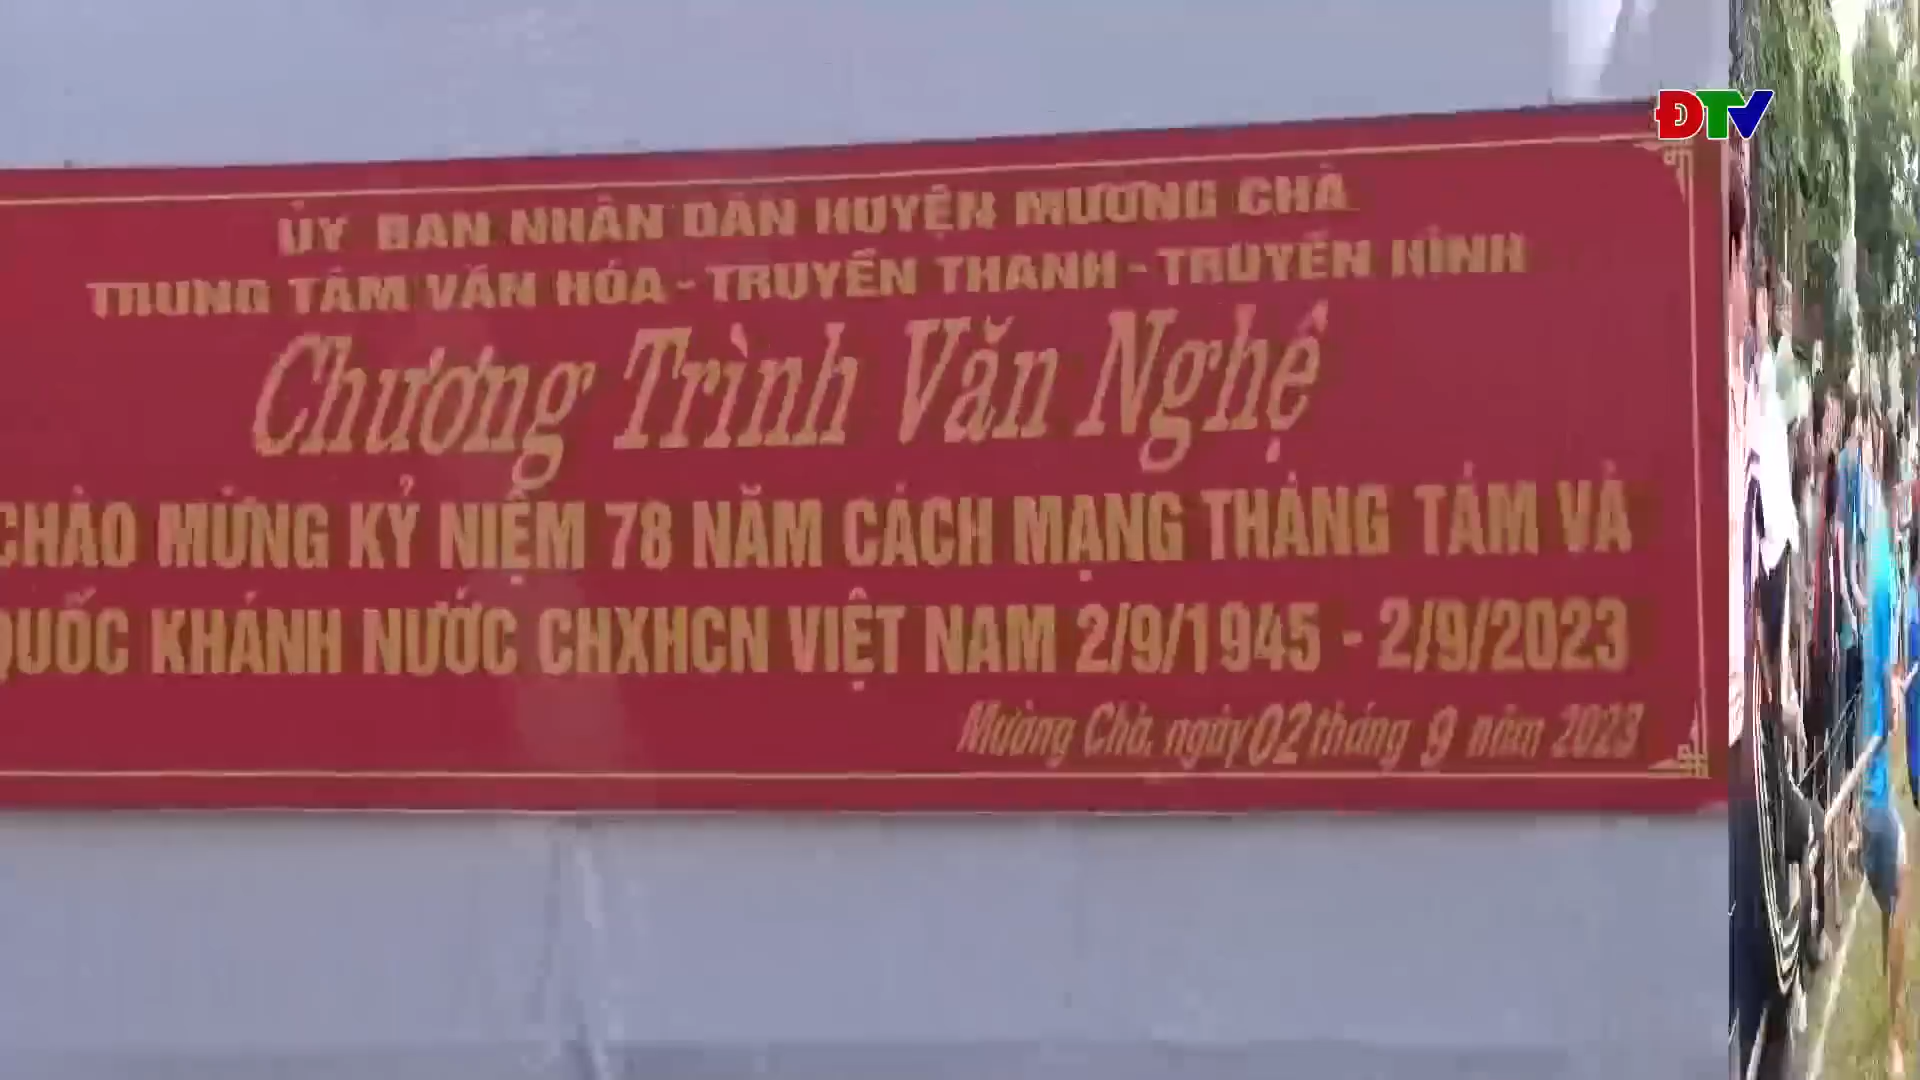 ĐTV
ỦY BAN NHÂN DÂN HUYỆN MƯỜNG CHÀ
TRUNG TÂM VĂN HÓA - TRUYỀN THANH - TRUYỀN HÌNH
Chương Trình Văn Nghệ
CHÀO MỪNG KỶ NIỆM 78 NĂM CÁCH MẠNG THÁNG TÁM VÀ
QUỐC KHÁNH NƯỚC CHXHCN VIỆT NAM 2/9/1945 - 2/9/2023
Mường Chà, ngày 02 tháng 9 năm 2023